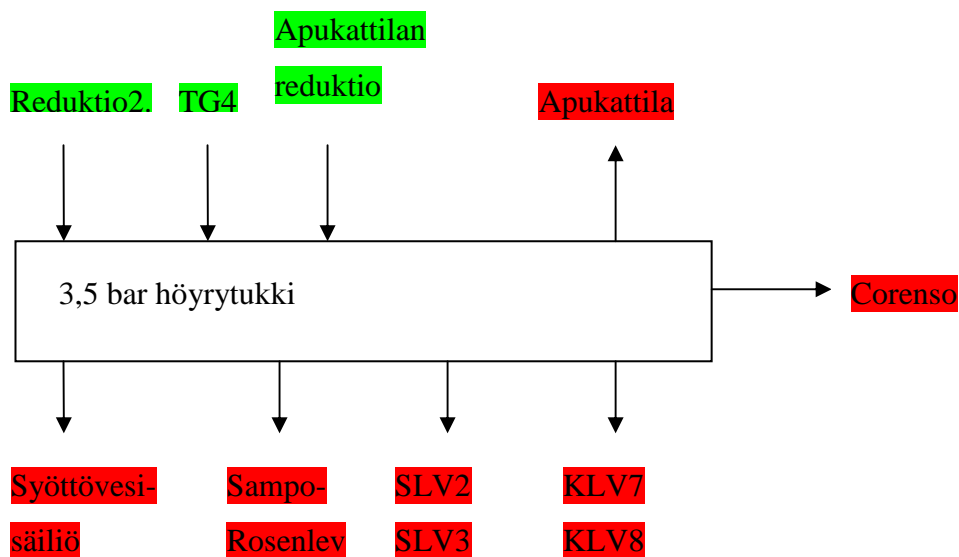 Apukattilan
reduktio
Reduktio2.
TG4
Apukattila
3,5 bar höyrytukki
Corenso
Syöttövesi-
säiliö
Sampo-
Rosenlev
SLV2
SLV3
KLV7
KLV8